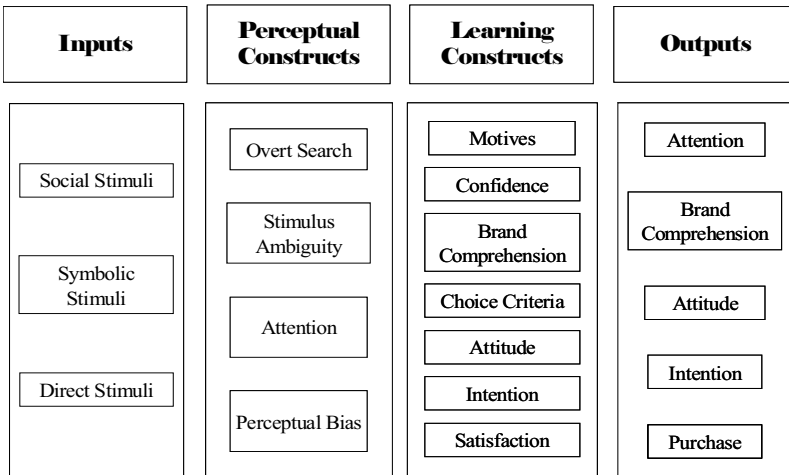 Inputs
Perceptual
Constructs
Learning
Constructs
Outputs
Social Stimuli
Symbolic
Stimuli
Direct Stimuli
Overt Search
Stimulus
Ambiguity
Attention
Perceptual Bias
Motives
Confidence
Brand
Comprehension
Choice Criteria
Attitude
Intention
Satisfaction
Attention
Brand
Comprehension
Attitude
Intention
Purchase